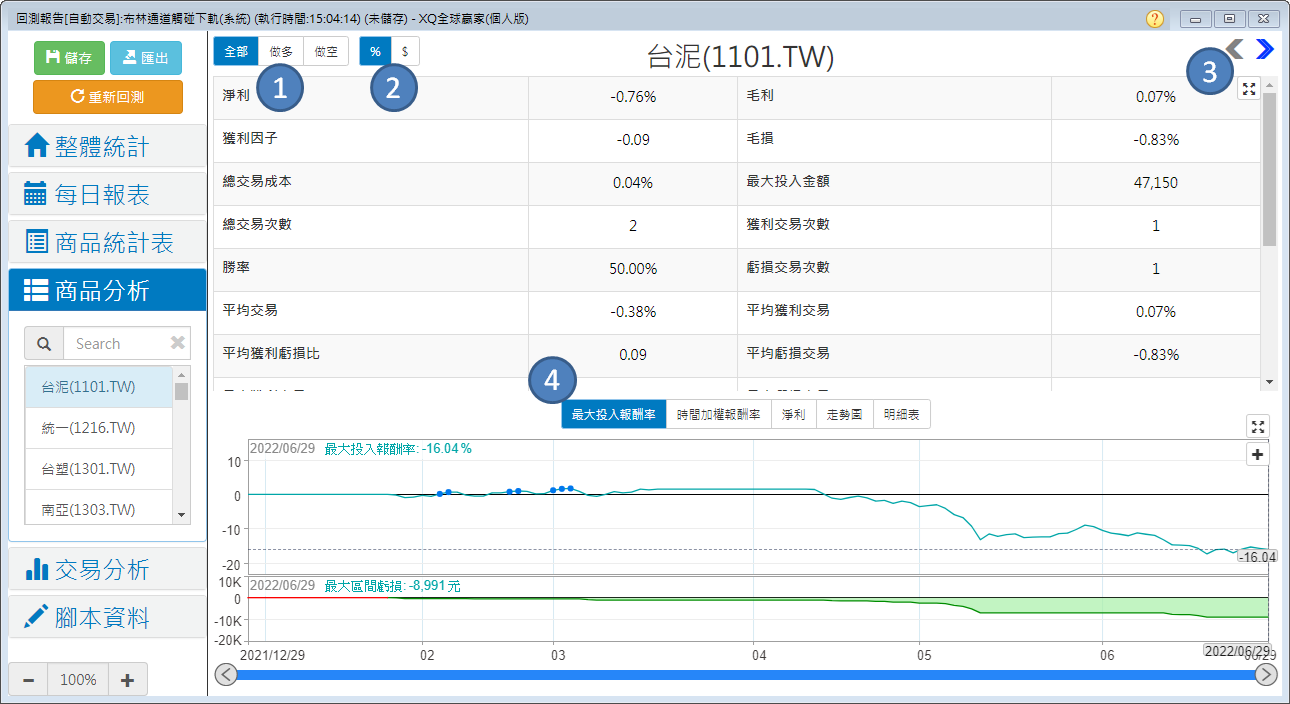 回測報告[自動交易]:布林通道觸碰下軌(系統) (執行時間:15:04:14) (未儲存) - XQ全球贏家(個人版)
儲存
匯出
重新回測
整體統計
每日報表
商品統計表
商品分析
Search
台泥(1101.TW)
統一(1216.TW)
台塑(1301.TW)
南亞(1303.TW)
交易分析
腳本資料
100%
全部 做多 做空 % $
台泥(1101.TW)
1
2
3
淨利 -0.76% 毛利 0.07%
獲利因子 -0.09 毛損 -0.83%
總交易成本 0.04% 最大投入金額 47,150
總交易次數 2 獲利交易次數 1
勝率 50.00% 虧損交易次數 1
平均交易 -0.38% 平均獲利交易 0.07%
平均獲利虧損比 0.09 平均虧損交易 -0.83%
4
最大投入報酬率 時間加權報酬率 淨利 走勢圖 明細表
2022/06/29 最大投入報酬率: -16.04 %
10
0
-10
-20
-16.04
2022/06/29 最大區間虧損: -8,991 元
10K
0
-10K
-20K
2021/12/29 02 03 04 05 06 2022/06/29